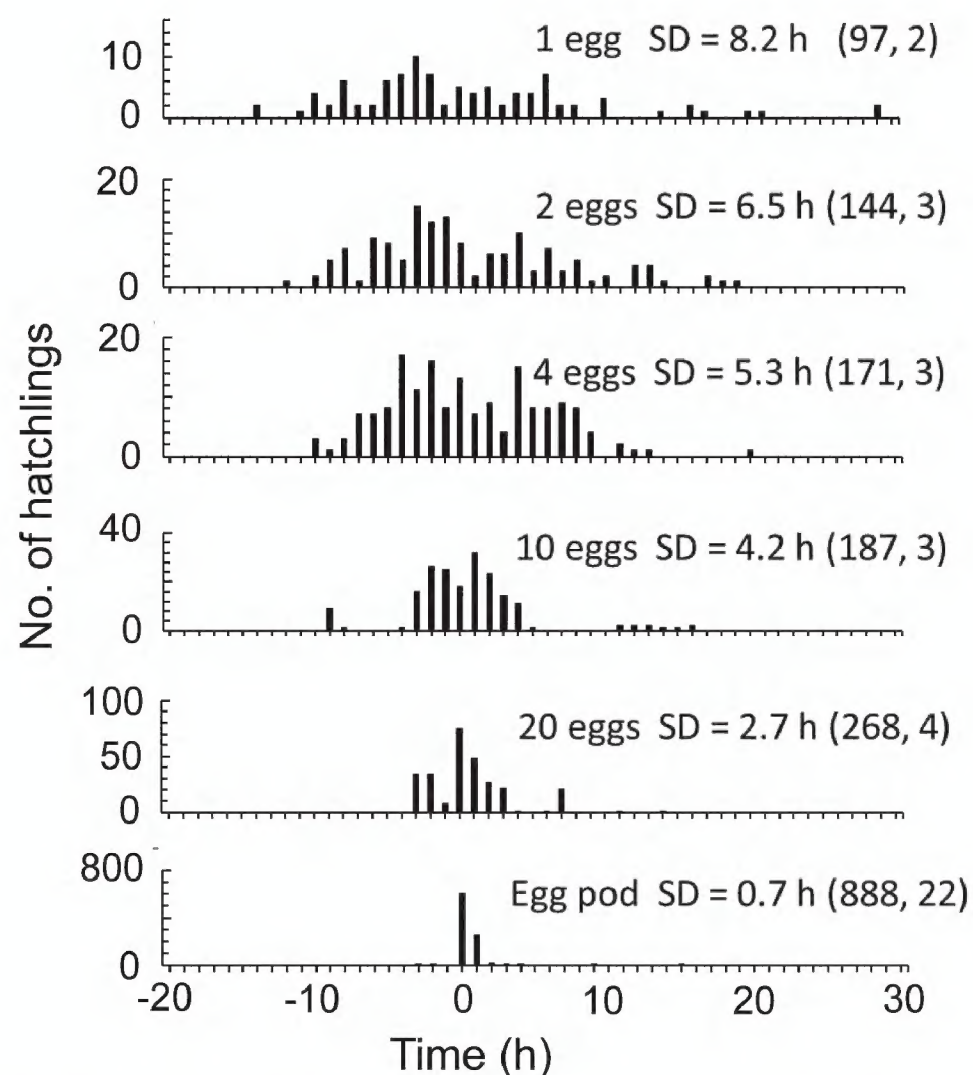 10
0
1 egg SD = 8.2 h (97, 2)
20
0
2 eggs SD = 6.5 h (144, 3)
20
0
4 eggs SD = 5.3 h (171, 3)
40
0
10 eggs SD = 4.2 h (187, 3)
100
50
0
20 eggs SD = 2.7 h (268, 4)
800
0
Egg pod SD = 0.7 h (888, 22)
-20 -10 0 10 20 30
Time (h)
No. of hatchlings